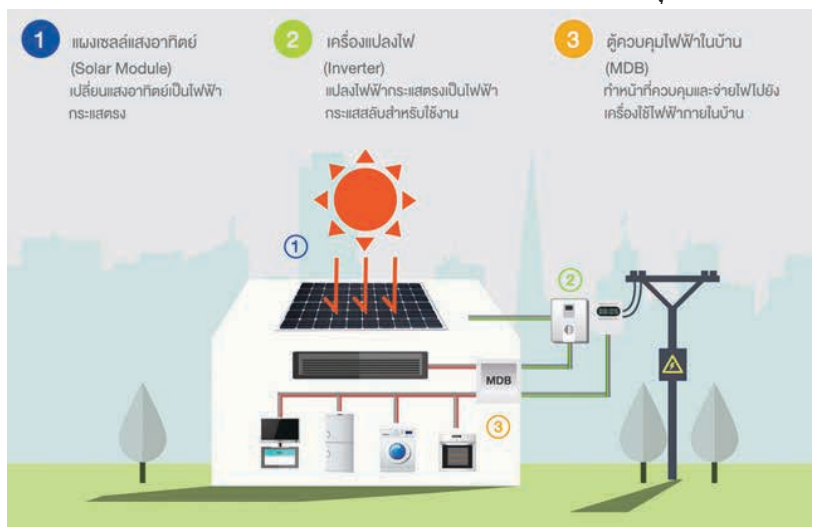 1
แผงเซลล์แสงอาทิตย์
(Solar Module)
เปลี่ยนแสงอาทิตย์เป็นไฟฟ้า
กระแสตรง
2
เครื่องแปลงไฟ
(Inverter)
แปลงไฟฟ้ากระแสตรงเป็นไฟฟ้า
กระแสสลับสำหรับใช้งาน
3
ตู้ควบคุมไฟฟ้าในบ้าน
(MDB)
ทำหน้าที่ควบคุมและจ่ายไฟไปยัง
เครื่องใช้ไฟฟ้าภายในบ้าน
1
2
MDB
3